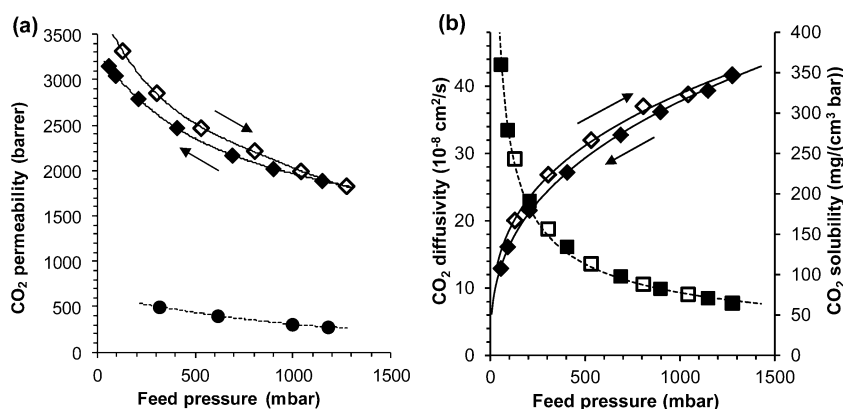 (a)
3500
3000
2500
2000
1500
1000
500
0
CO2 permeability (barrer)
0 500 1000 1500
Feed pressure (mbar)
(b)
40
30
20
10
0
CO2 diffusivity (10-8 cm2/s)
400
350
300
250
200
150
100
50
0
CO2 solubility (mg/(cm3 bar))
0 500 1000 1500
Feed pressure (mbar)